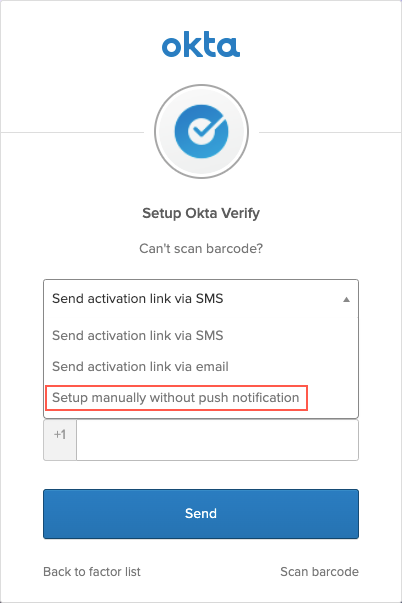 okta
Setup Okta Verify
Can't scan barcode?
Send activation link via SMS
Send activation link via SMS
Send activation link via email
Setup manually without push notification
+1
Send
Back to factor list Scan barcode